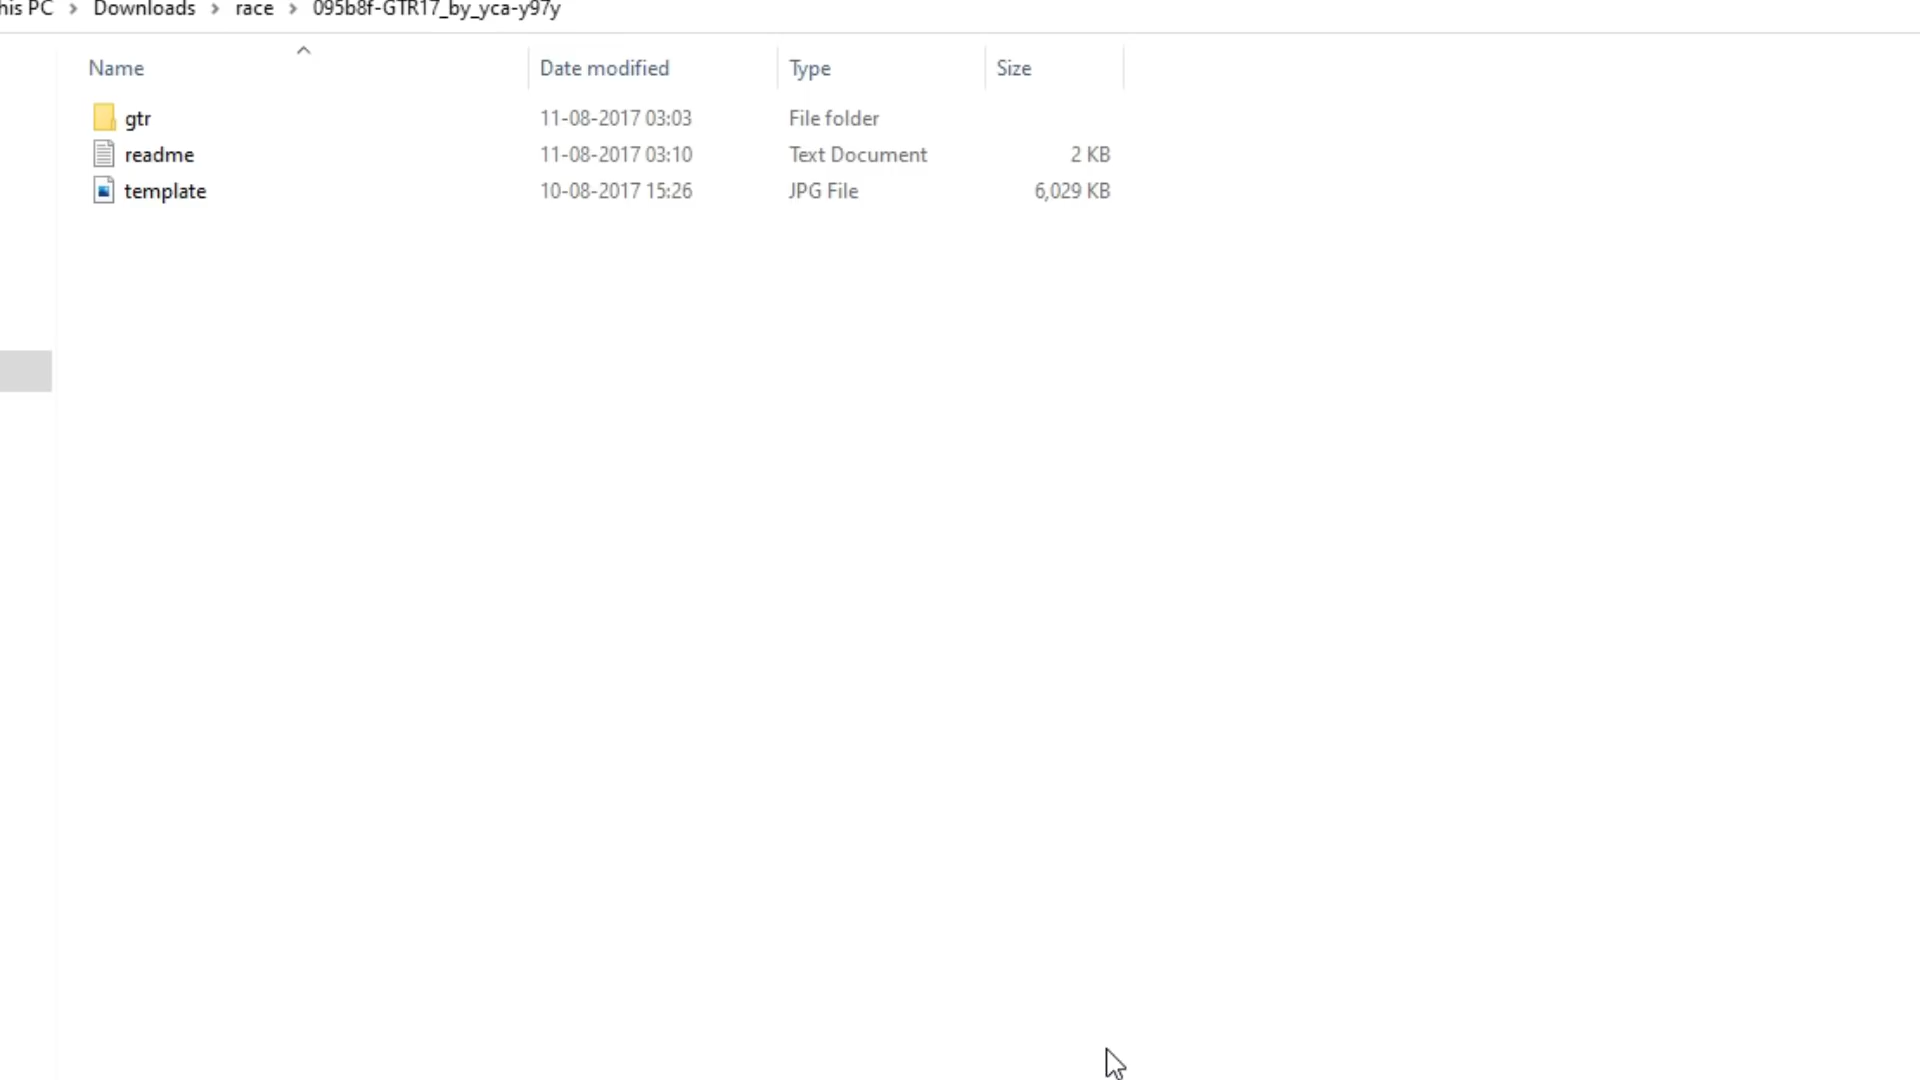 his PC > Downloads > race > 095b8f-GTR17_by_yca-y97y
Name Date modified Type Size
gtr 11-08-2017 03:03 File folder
readme 11-08-2017 03:10 Text Document 2 KB
template 10-08-2017 15:26 JPG File 6,029 KB